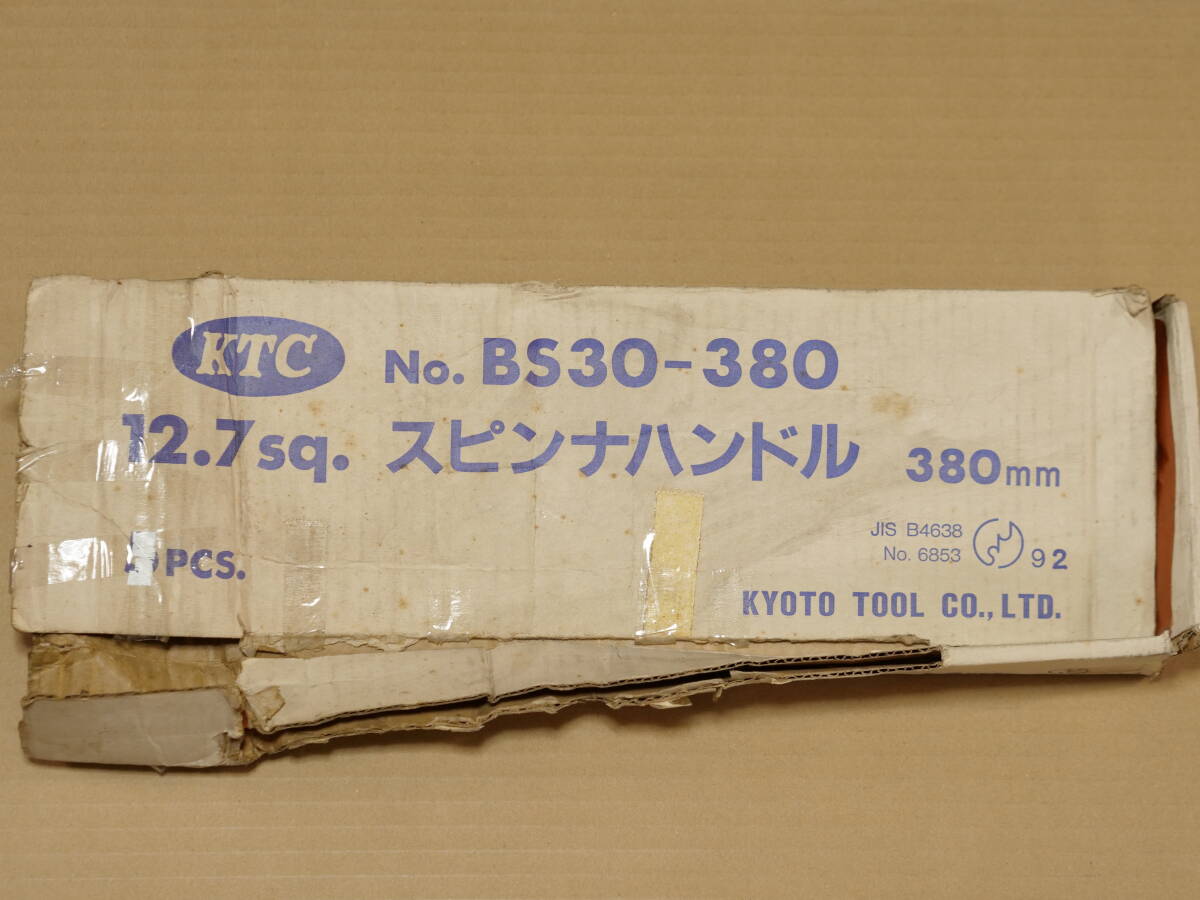 KTC No. BS30-380
12.7sq. スピンナハンドル 380mm
JIS B4638
No. 6853 92
5 PCS.
KYOTO TOOL CO., LTD.